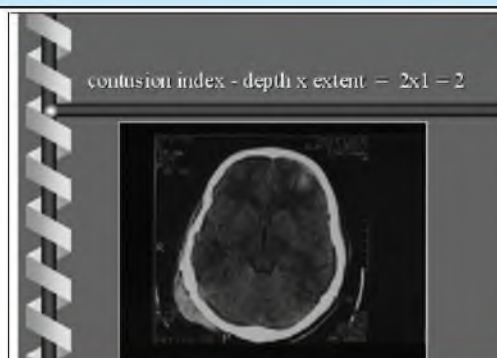 contusion index - depth x extent = 2x1 = 2